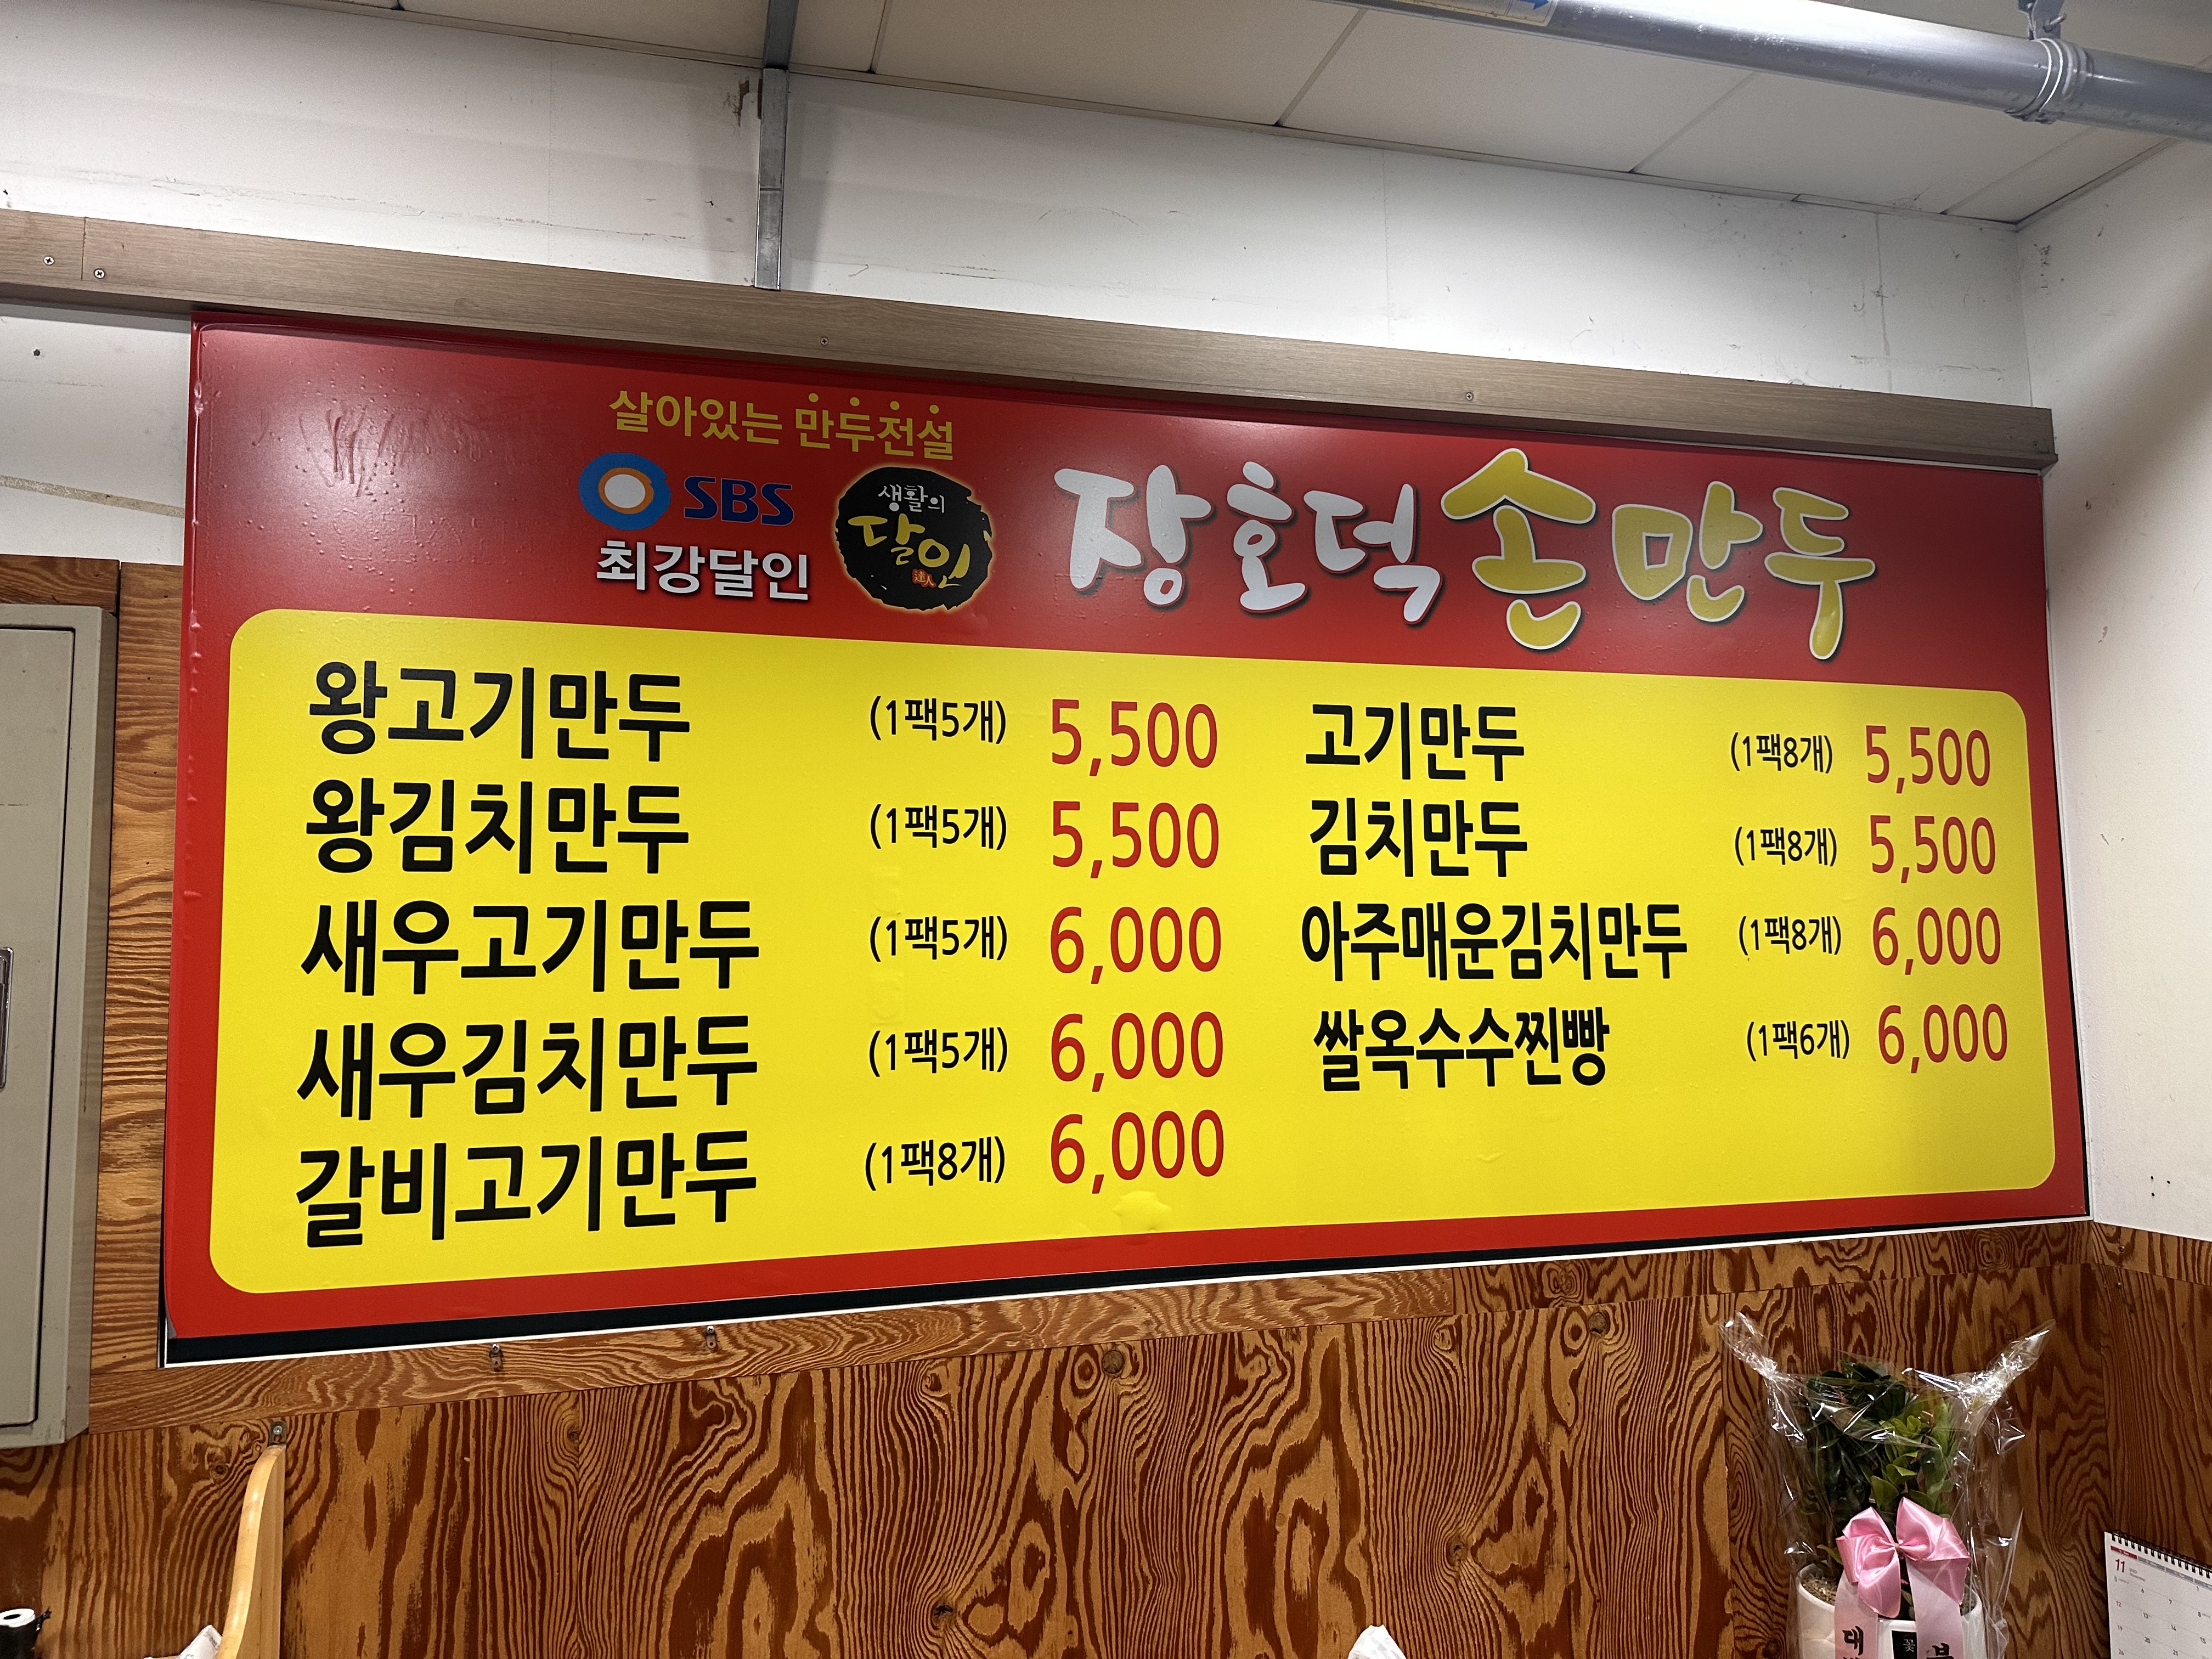 살아있는 만두전설
SBS
최강달인
생활의
달인
達人
장호덕손만두
왕고기만두 (1팩5개) 5,500
왕김치만두 (1팩5개) 5,500
새우고기만두 (1팩5개) 6,000
새우김치만두 (1팩5개) 6,000
갈비고기만두 (1팩8개) 6,000
고기만두 (1팩8개) 5,500
김치만두 (1팩8개) 5,500
아주매운김치만두 (1팩8개) 6,000
쌀옥수수찐빵 (1팩6개) 6,000
대
꽃
11